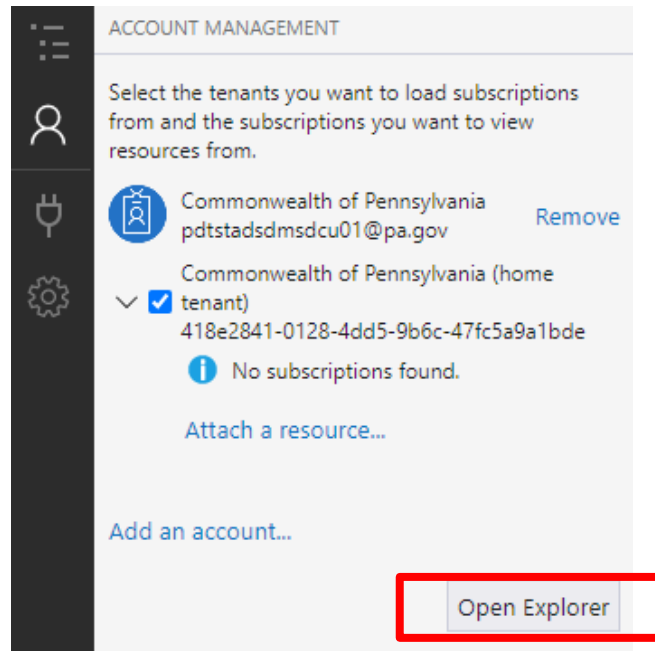 ACCOUNT MANAGEMENT
Select the tenants you want to load subscriptions
from and the subscriptions you want to view
resources from.
Commonwealth of Pennsylvania
pdtstadsdmsdcu01@pa.gov
Remove
Commonwealth of Pennsylvania (home
tenant)
418e2841-0128-4dd5-9b6c-47fc5a9a1bde
No subscriptions found.
Attach a resource...
Add an account...
Open Explorer